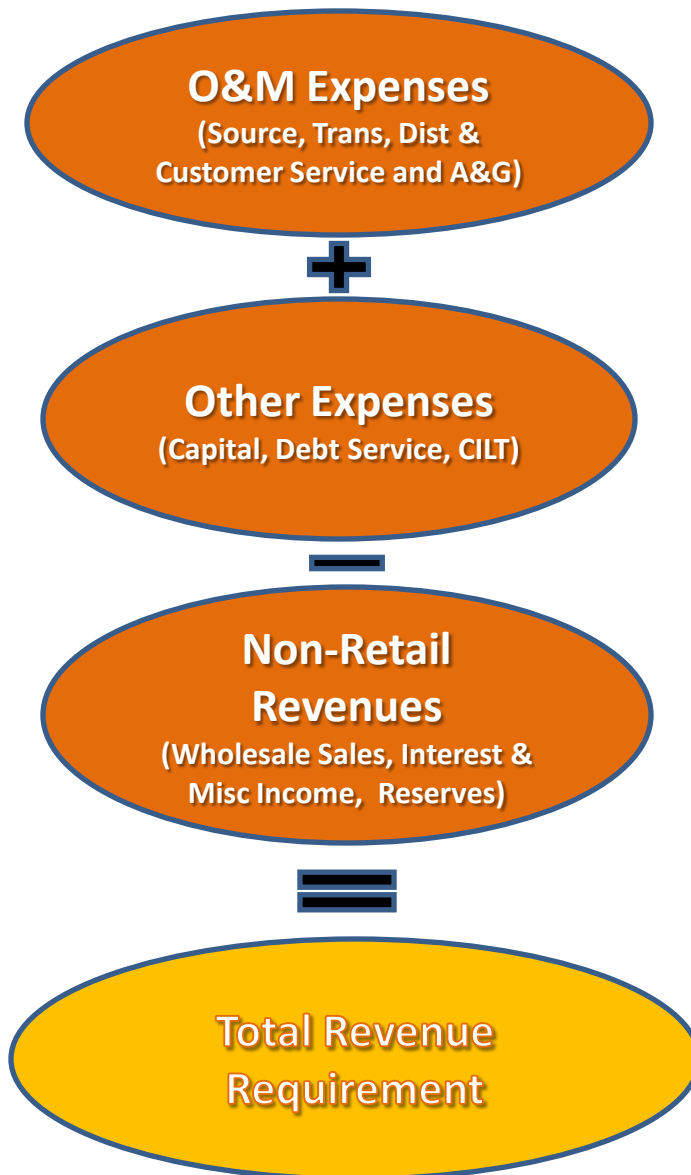 O&M Expenses
(Source, Trans, Dist &
Customer Service and A&G)
Other Expenses
(Capital, Debt Service, CILT)
Non-Retail
Revenues
(Wholesale Sales, Interest &
Misc Income, Reserves)
Total Revenue
Requirement